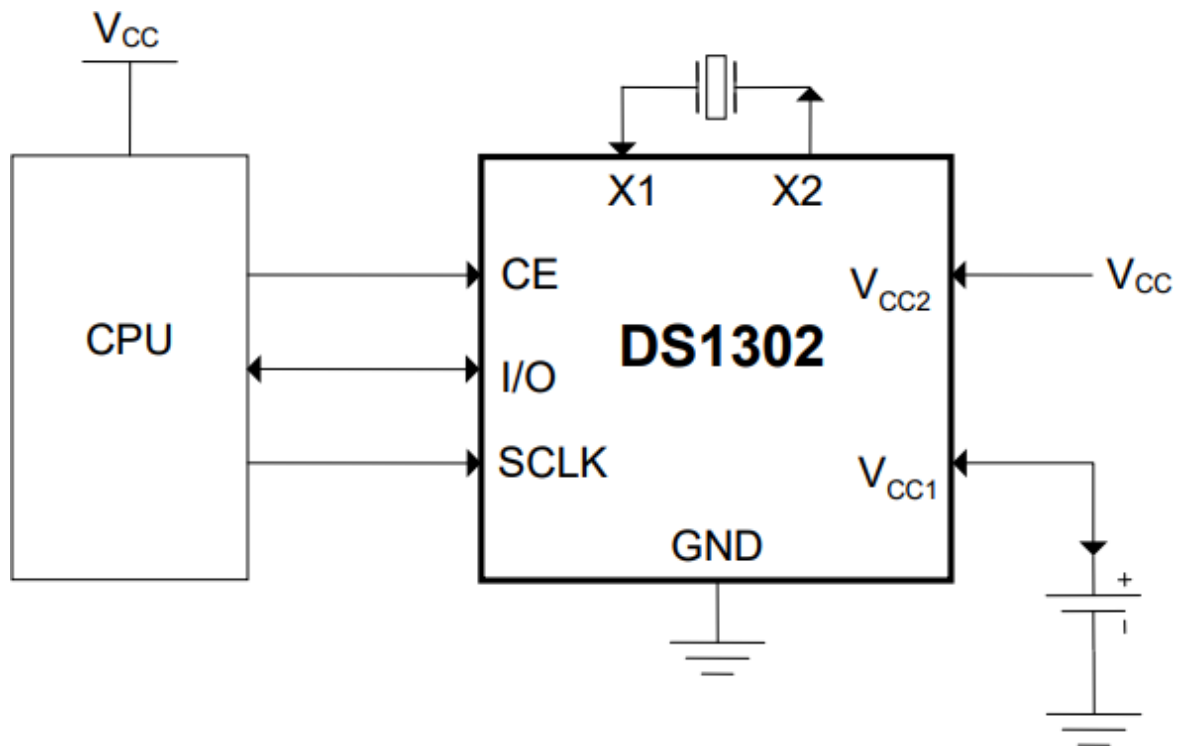 VCC
X1
X2
CE
VCC2
VCC
CPU
DS1302
I/O
SCLK
VCC1
GND
+
−